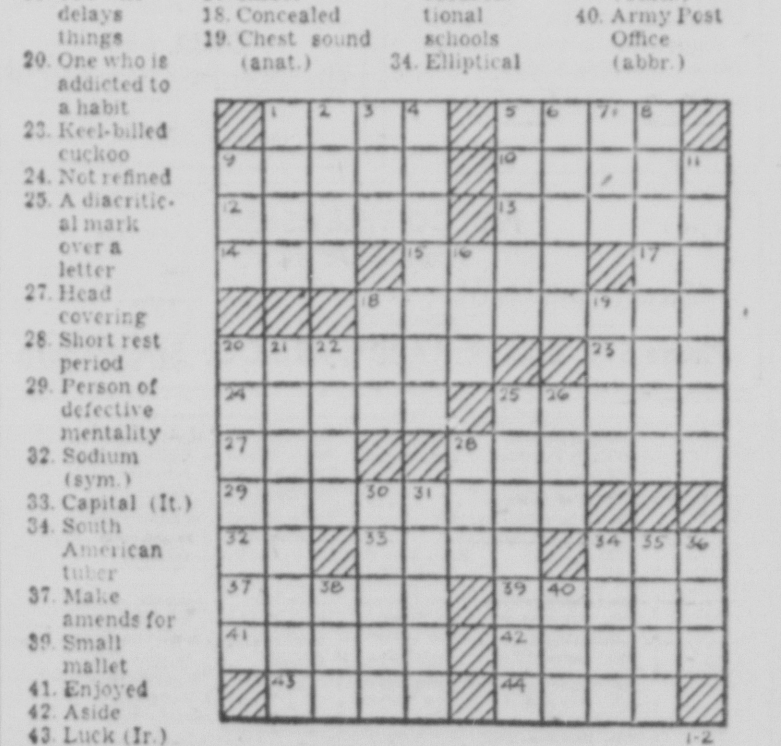 delays
things
20. One who is
addicted to
a habit
23. Keel-billed
cuckoo
24. Not refined
25. A diacritic-
al mark
over a
letter
27. Head
covering
28. Short rest
period
29. Person of
defective
mentality
32. Sodium
(sym.)
33. Capital (It.)
34. South
American
tuber
37. Make
amends for
39. Small
mallet
41. Enjoyed
42. Aside
43. Luck (Ir.)
18. Concealed
19. Chest sound
(anat.)
tional
schools
34. Elliptical
40. Army Post
Office
(abbr.)
1 2 3 4 5 6 7 8
9 10 11
12 13
14 15 16 17
18 19
20 21 22 23
24 25 26
27 28
29 30 31
32 33 34 35 36
37 38 39 40
41 42
43 44
1-2